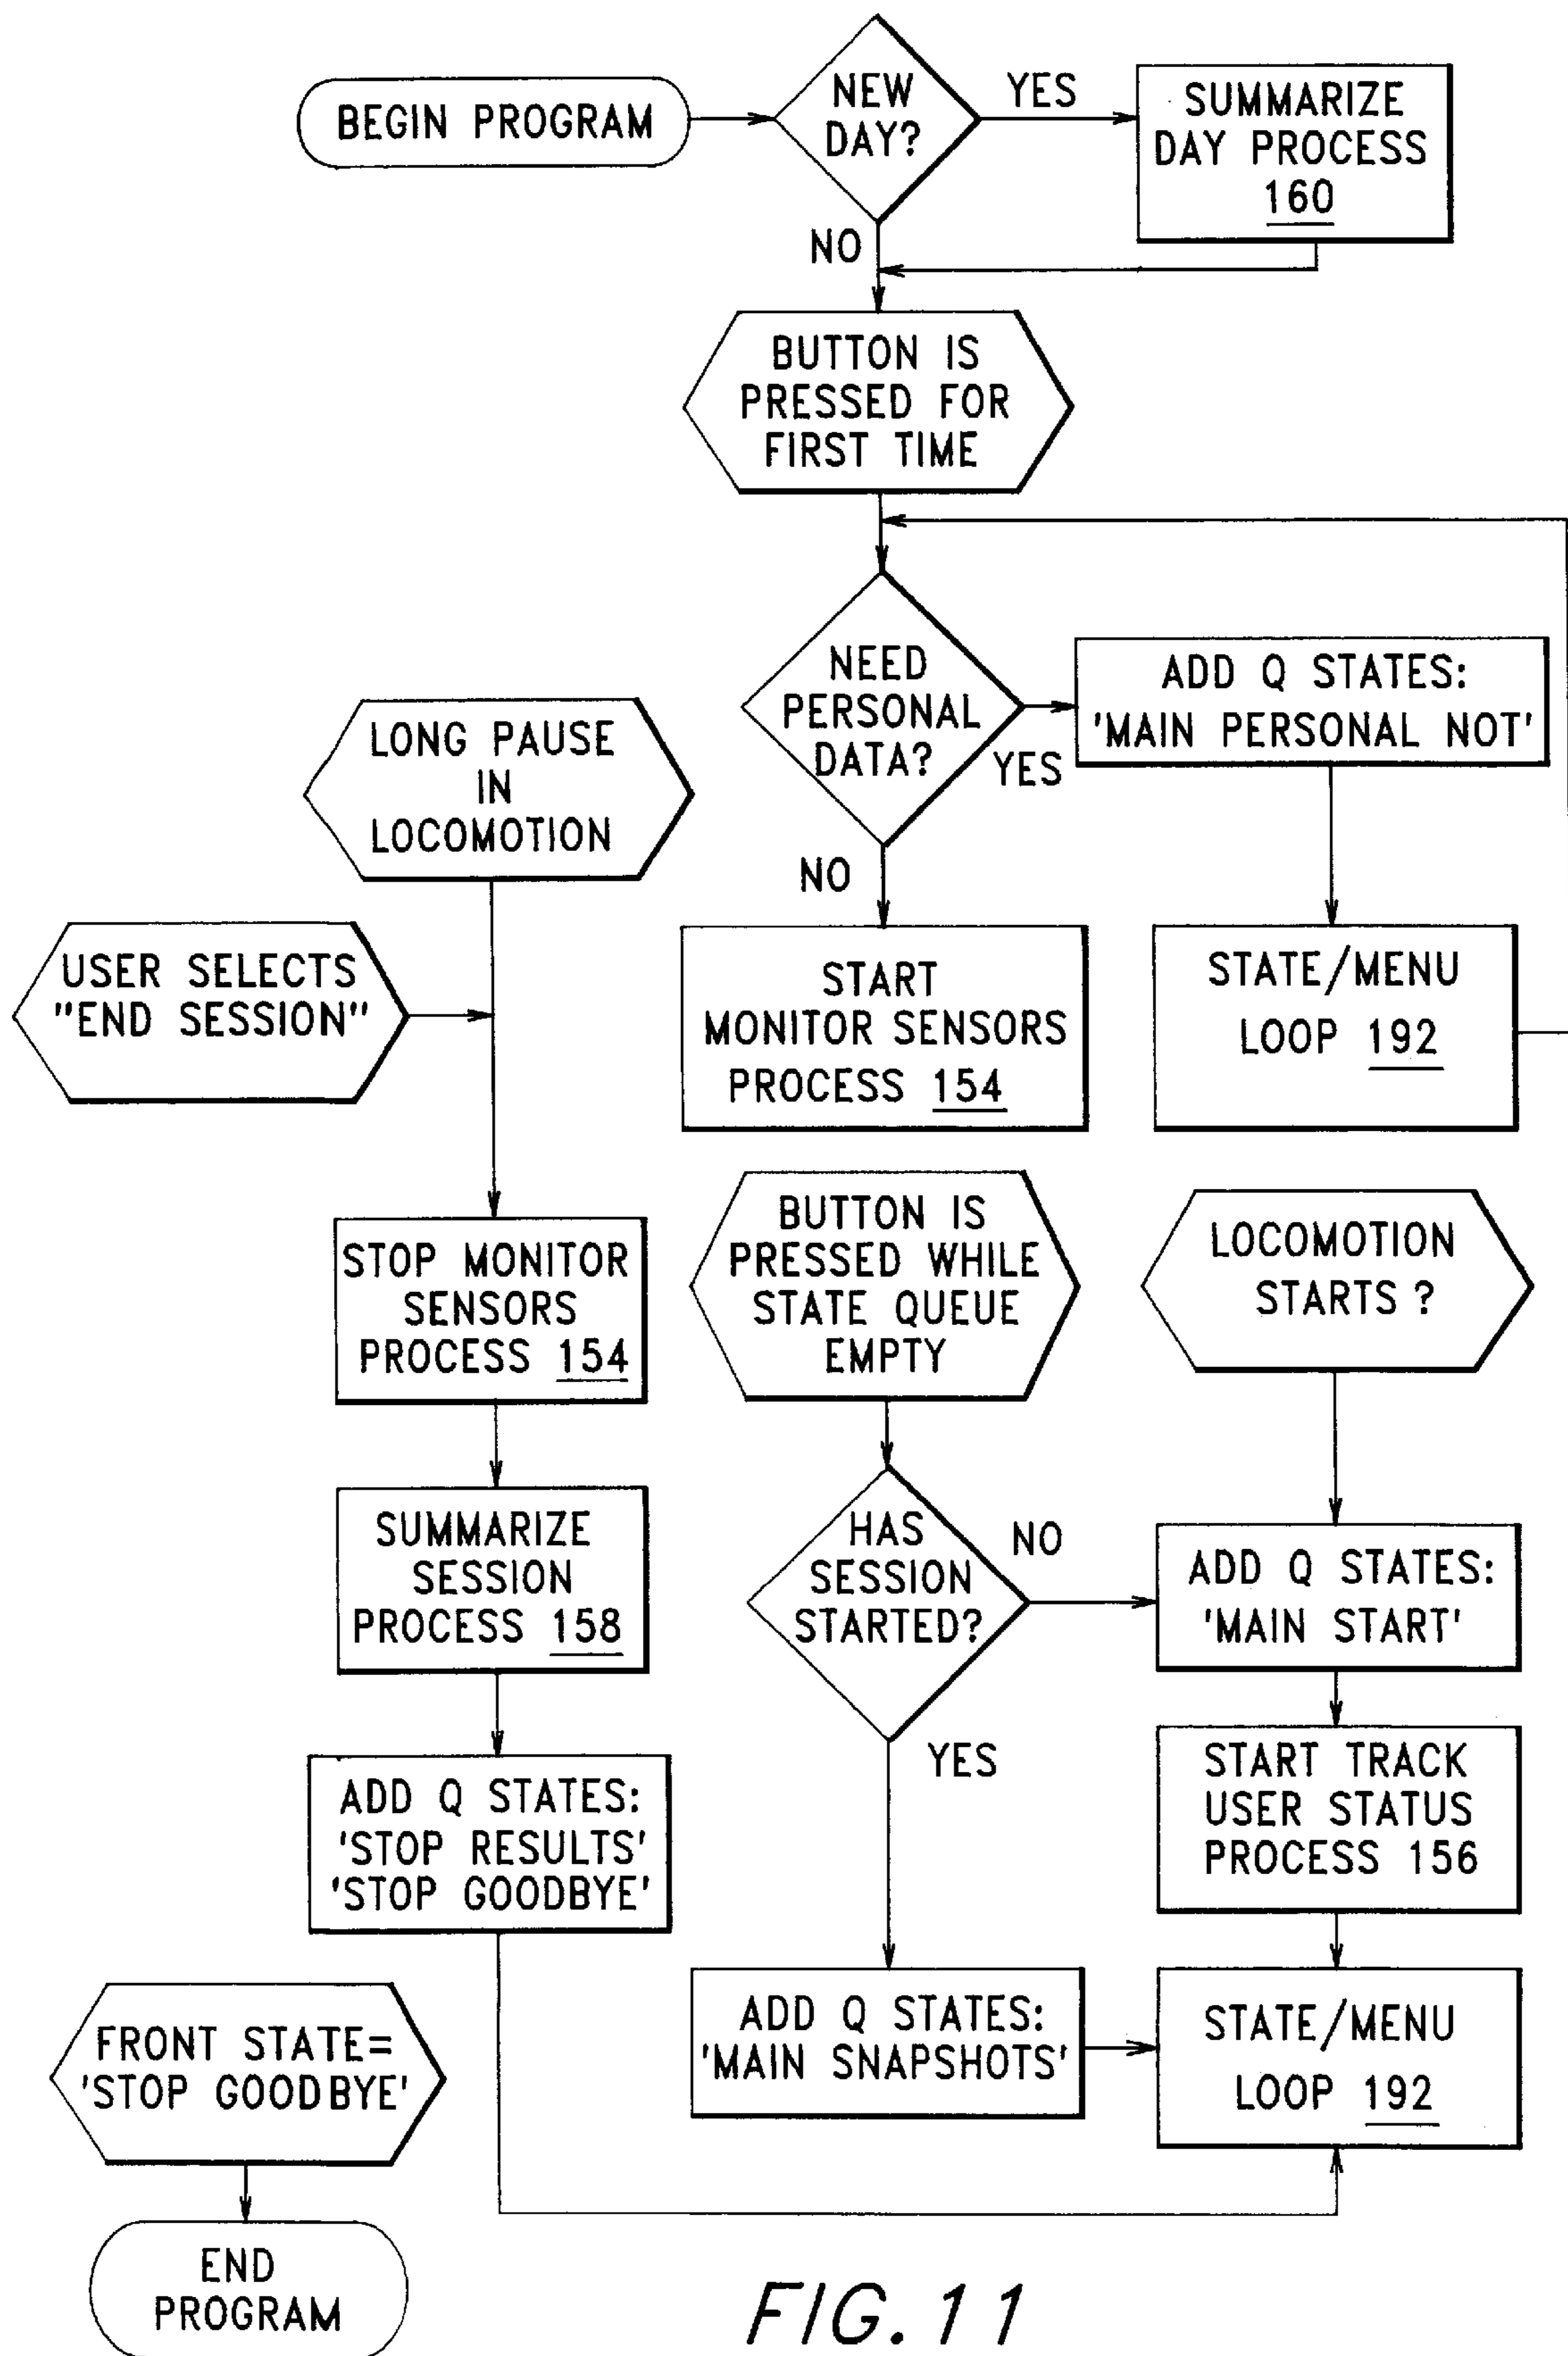 BEGIN PROGRAM
NEW
DAY?
YES
SUMMARIZE
DAY PROCESS
160
NO
BUTTON IS
PRESSED FOR
FIRST TIME
NEED
PERSONAL
DATA?
YES
ADD Q STATES:
'MAIN PERSONAL NOT'
NO
LONG PAUSE
IN
LOCOMOTION
USER SELECTS
"END SESSION"
START
MONITOR SENSORS
PROCESS 154
STATE/MENU
LOOP 192
STOP MONITOR
SENSORS
PROCESS 154
BUTTON IS
PRESSED WHILE
STATE QUEUE
EMPTY
LOCOMOTION
STARTS ?
SUMMARIZE
SESSION
PROCESS 158
HAS
SESSION
STARTED?
NO
ADD Q STATES:
'MAIN START'
YES
START TRACK
USER STATUS
PROCESS 156
ADD Q STATES:
'STOP RESULTS'
'STOP GOODBYE'
ADD Q STATES:
'MAIN SNAPSHOTS'
STATE/MENU
LOOP 192
FRONT STATE=
'STOP GOODBYE'
END
PROGRAM
FIG. 11